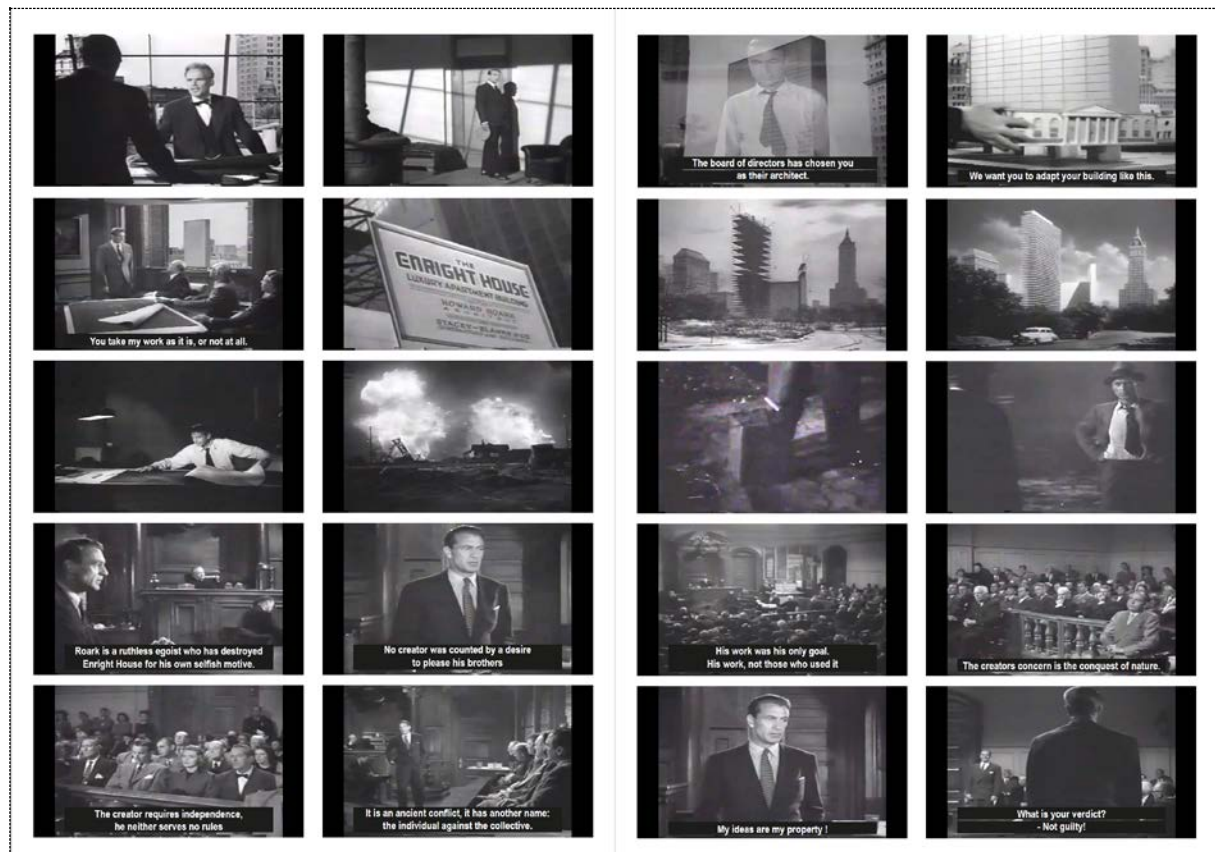 The board of directors has chosen you
as their architect.
We want you to adapt your building like this.
You take my work as it is, or not at all.
THE
ENRIGHT HOUSE
LUXURY APARTMENT BUILDING
HOWARD ROARK
ARCHITECT
Roark is a ruthless egoist who has destroyed
Enright House for his own selfish motive.
No creator was counted by a desire
to please his brothers
His work was his only goal.
His work, not those who used it
The creators concern is the conquest of nature.
The creator requires independence,
he neither serves no rules
It is an ancient conflict, it has another name:
the individual against the collective.
My ideas are my property !
What is your verdict?
- Not guilty!